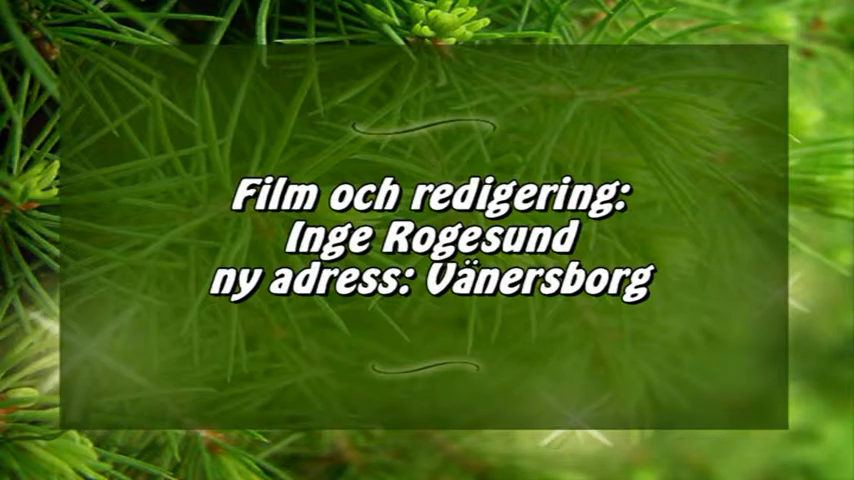 Film och redigering:
Inge Rogesund
ny adress: Vänersborg